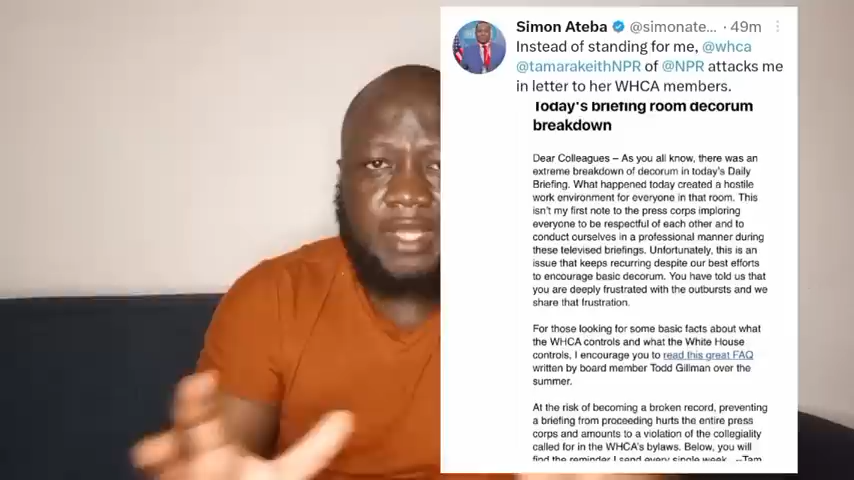 Simon Ateba @simonate... · 49m
Instead of standing for me, @whca
@tamarakeithNPR of @NPR attacks me
in letter to her WHCA members.
Today's briefing room decorum
breakdown
Dear Colleagues – As you all know, there was an
extreme breakdown of decorum in today's Daily
Briefing. What happened today created a hostile
work environment for everyone in that room. This
isn't my first note to the press corps imploring
everyone to be respectful of each other and to
conduct ourselves in a professional manner during
these televised briefings. Unfortunately, this is an
issue that keeps recurring despite our best efforts
to encourage basic decorum. You have told us that
you are deeply frustrated with the outbursts and we
share that frustration.
For those looking for some basic facts about what
the WHCA controls and what the White House
controls, I encourage you to read this great FAQ
written by board member Todd Gillman over the
summer.
At the risk of becoming a broken record, preventing
a briefing from proceeding hurts the entire press
corps and amounts to a violation of the collegiality
called for in the WHCA's bylaws. Below, you will
find the reminder I send every single week. --Tam